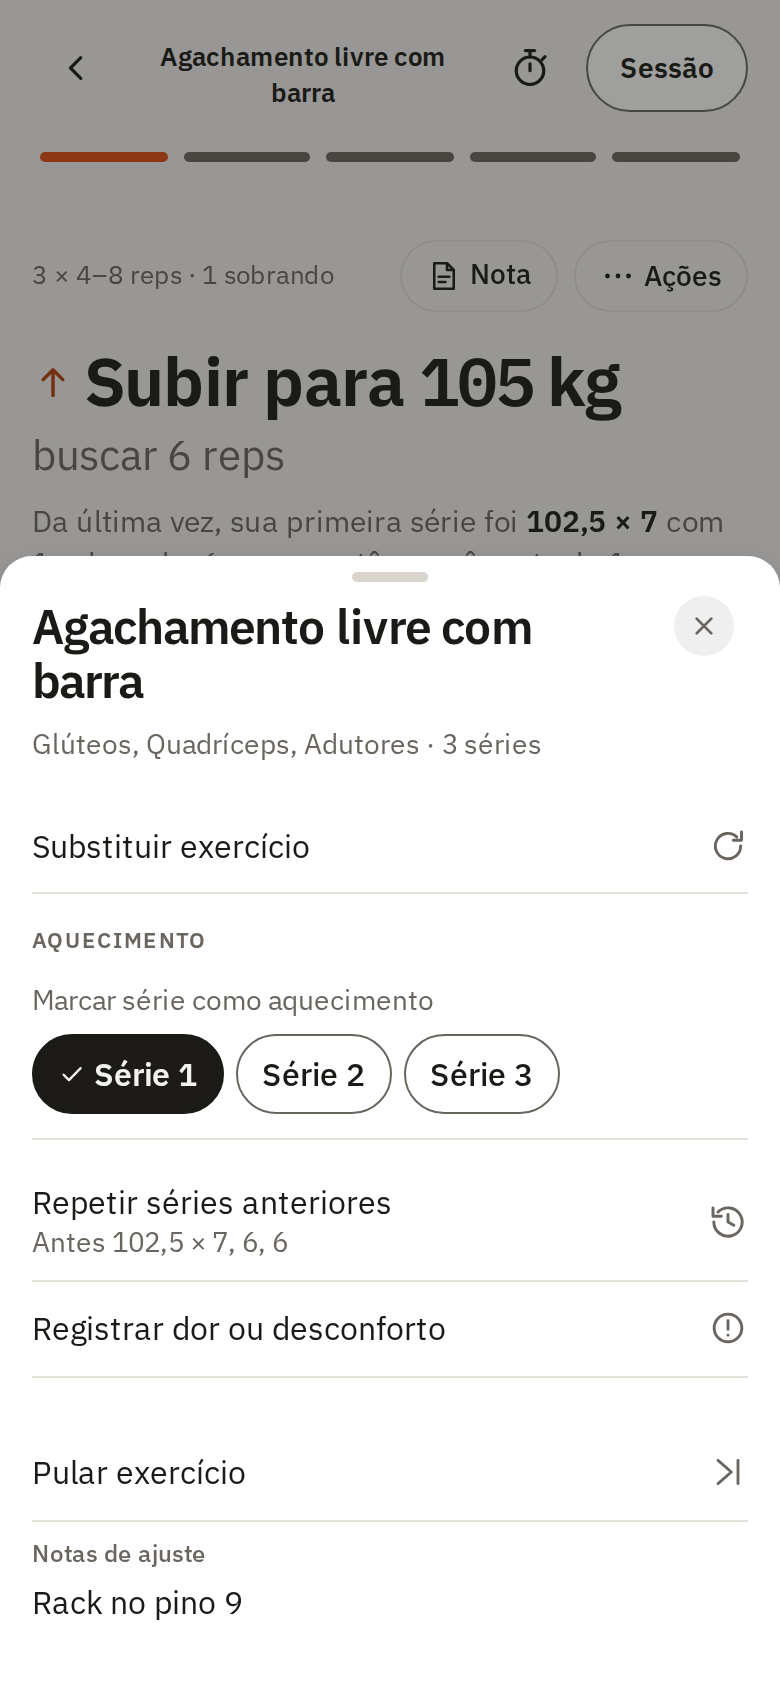 Agachamento livre com
barra
Sessão
3 × 4–8 reps · 1 sobrando
Nota
Ações
Subir para 105 kg
buscar 6 reps
Da última vez, sua primeira série foi 102,5 × 7 com
Agachamento livre com
barra
Glúteos, Quadríceps, Adutores · 3 séries
Substituir exercício
AQUECIMENTO
Marcar série como aquecimento
Série 1
Série 2
Série 3
Repetir séries anteriores
Antes 102,5 × 7, 6, 6
Registrar dor ou desconforto
Pular exercício
Notas de ajuste
Rack no pino 9